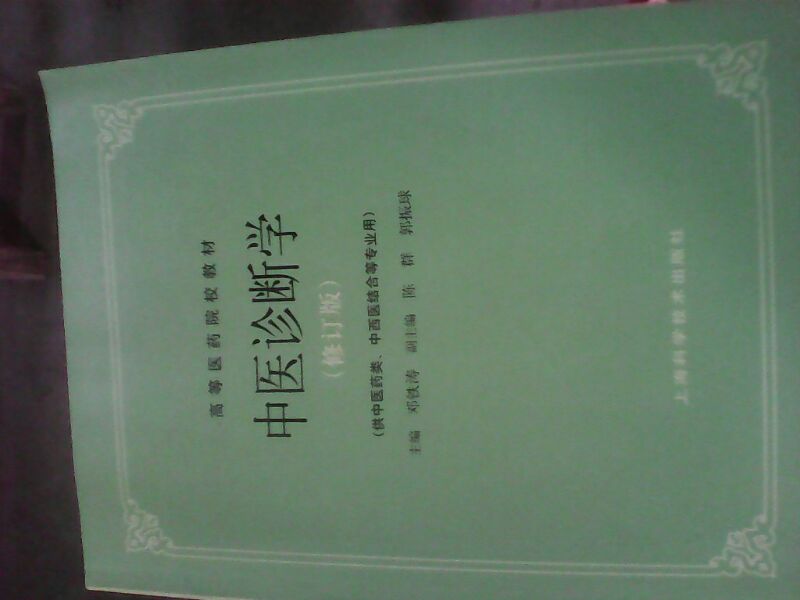 高等医药院校教材
中医诊断学
(修订版)
(供中医药类、中西医结合等专业用)
主编 邓铁涛 副主编 陈群 郭振球
上海科学技术出版社